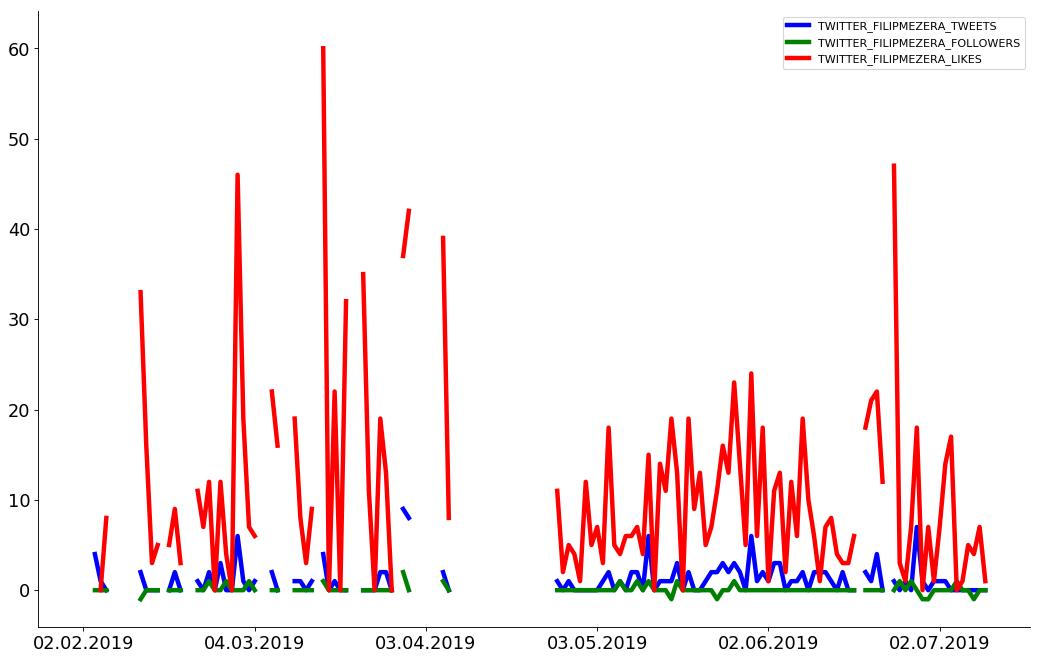 TWITTER_FILIPMEZERA_TWEETS
TWITTER_FILIPMEZERA_FOLLOWERS
TWITTER_FILIPMEZERA_LIKES
60
50
40
30
20
10
0
02.02.2019 04.03.2019 03.04.2019 03.05.2019 02.06.2019 02.07.2019